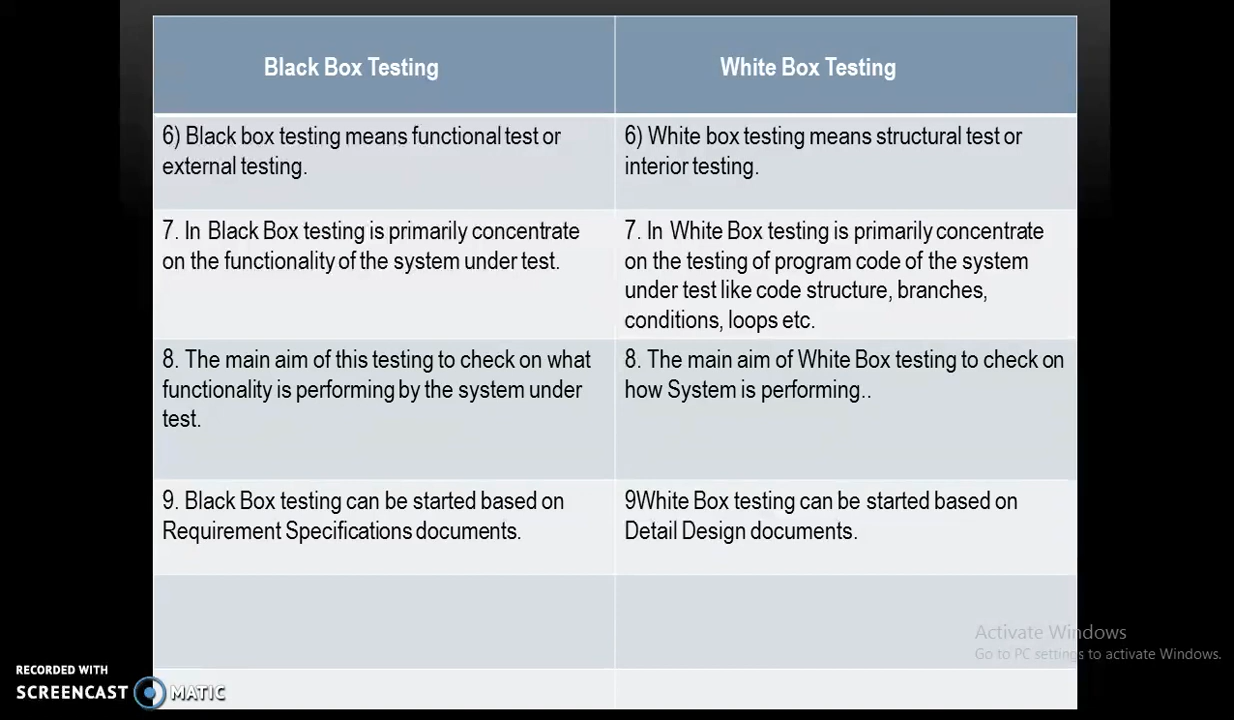 Black Box Testing
White Box Testing
6) Black box testing means functional test or
external testing.
6) White box testing means structural test or
interior testing.
7. In Black Box testing is primarily concentrate
on the functionality of the system under test.
7. In White Box testing is primarily concentrate
on the testing of program code of the system
under test like code structure, branches,
conditions, loops etc.
8. The main aim of this testing to check on what
functionality is performing by the system under
test.
8. The main aim of White Box testing to check on
how System is performing..
9. Black Box testing can be started based on
Requirement Specifications documents.
9White Box testing can be started based on
Detail Design documents.
Activate Windows
Go to PC settings to activate Windows.
RECORDED WITH
SCREENCAST MATIC